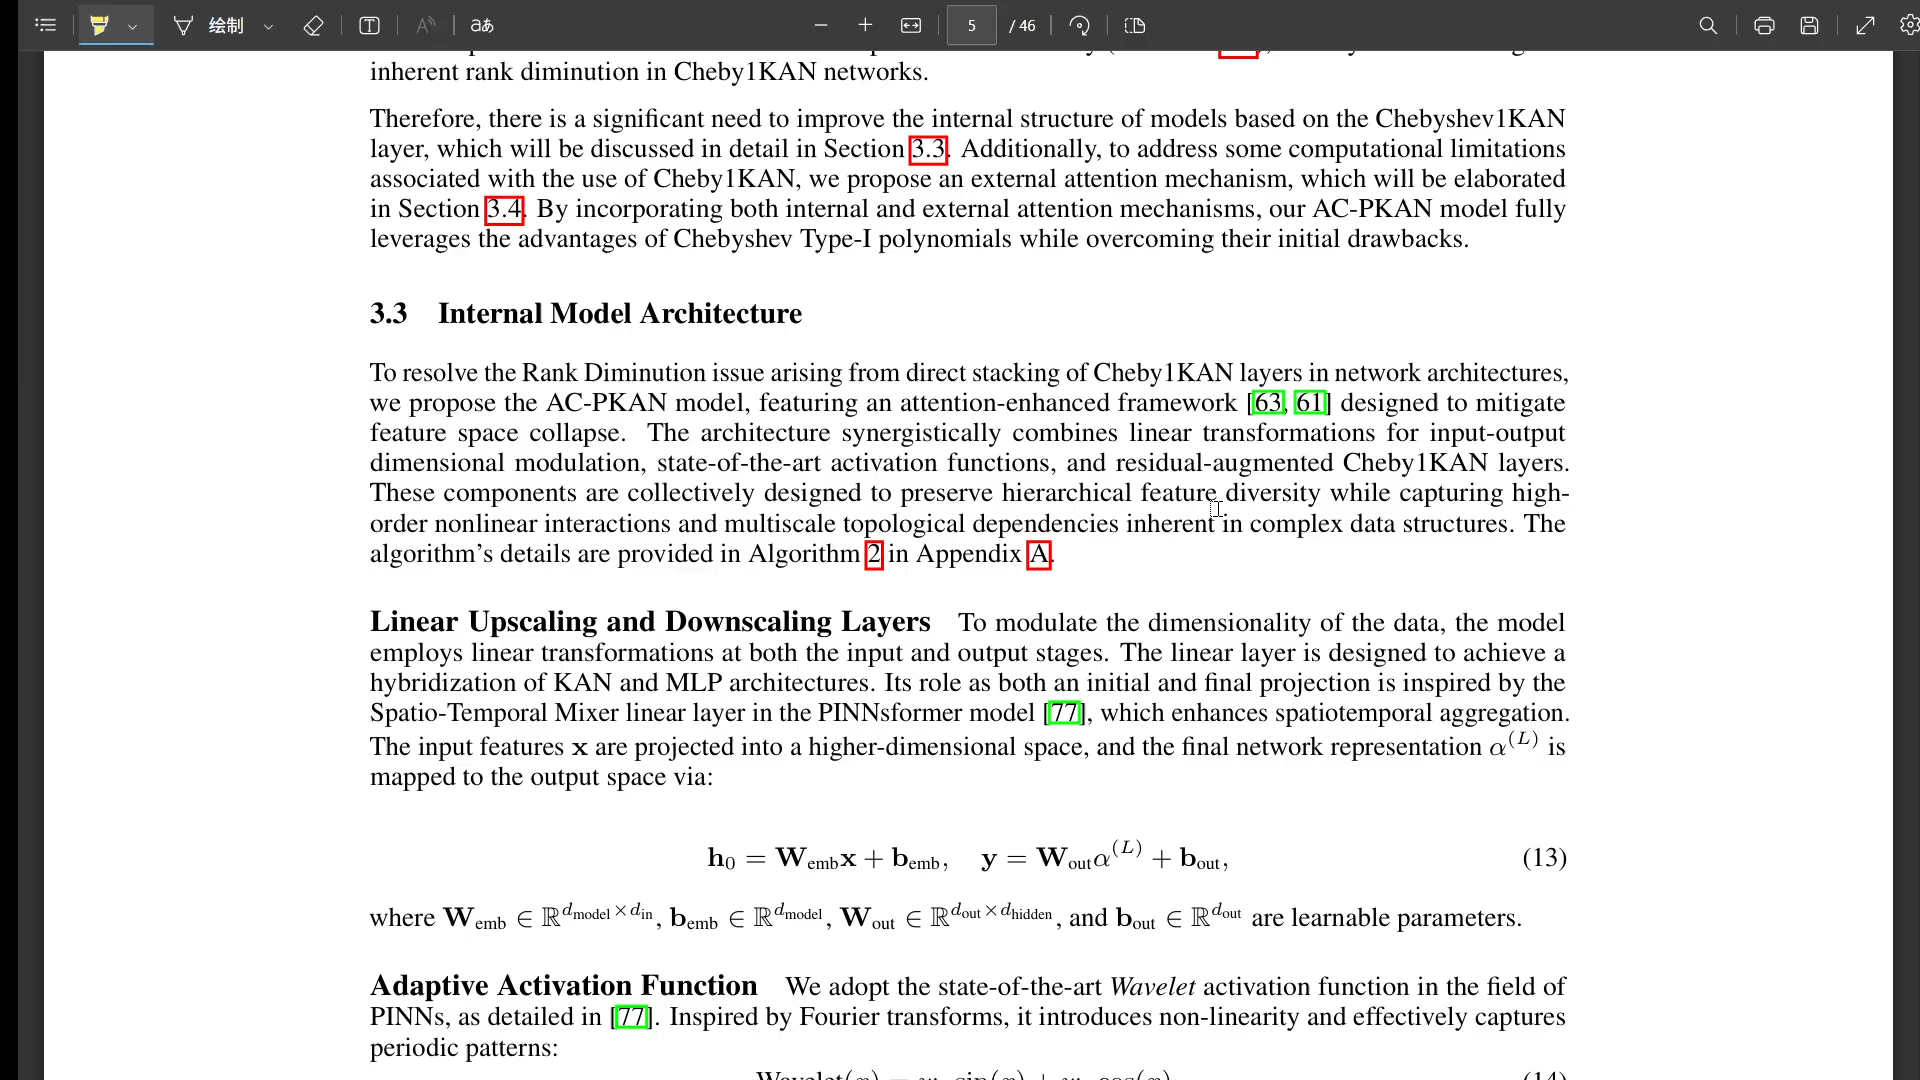 绘制 aあ 5 / 46
inherent rank diminution in Cheby1KAN networks.
Therefore, there is a significant need to improve the internal structure of models based on the Chebyshev1KAN
layer, which will be discussed in detail in Section 3.3. Additionally, to address some computational limitations
associated with the use of Cheby1KAN, we propose an external attention mechanism, which will be elaborated
in Section 3.4. By incorporating both internal and external attention mechanisms, our AC-PKAN model fully
leverages the advantages of Chebyshev Type-I polynomials while overcoming their initial drawbacks.
3.3 Internal Model Architecture
To resolve the Rank Diminution issue arising from direct stacking of Cheby1KAN layers in network architectures,
we propose the AC-PKAN model, featuring an attention-enhanced framework [63, 61] designed to mitigate
feature space collapse. The architecture synergistically combines linear transformations for input-output
dimensional modulation, state-of-the-art activation functions, and residual-augmented Cheby1KAN layers.
These components are collectively designed to preserve hierarchical feature diversity while capturing high-
order nonlinear interactions and multiscale topological dependencies inherent in complex data structures. The
algorithm's details are provided in Algorithm 2 in Appendix A.
Linear Upscaling and Downscaling Layers To modulate the dimensionality of the data, the model
employs linear transformations at both the input and output stages. The linear layer is designed to achieve a
hybridization of KAN and MLP architectures. Its role as both an initial and final projection is inspired by the
Spatio-Temporal Mixer linear layer in the PINNsformer model [77], which enhances spatiotemporal aggregation.
The input features x are projected into a higher-dimensional space, and the final network representation α^(L) is
mapped to the output space via:
h_0 = W_emb x + b_emb, y = W_out α^(L) + b_out, (13)
where W_emb ∈ ℝ^{d_model × d_in}, b_emb ∈ ℝ^{d_model}, W_out ∈ ℝ^{d_out × d_hidden}, and b_out ∈ ℝ^{d_out} are learnable parameters.
Adaptive Activation Function We adopt the state-of-the-art Wavelet activation function in the field of
PINNs, as detailed in [77]. Inspired by Fourier transforms, it introduces non-linearity and effectively captures
periodic patterns: